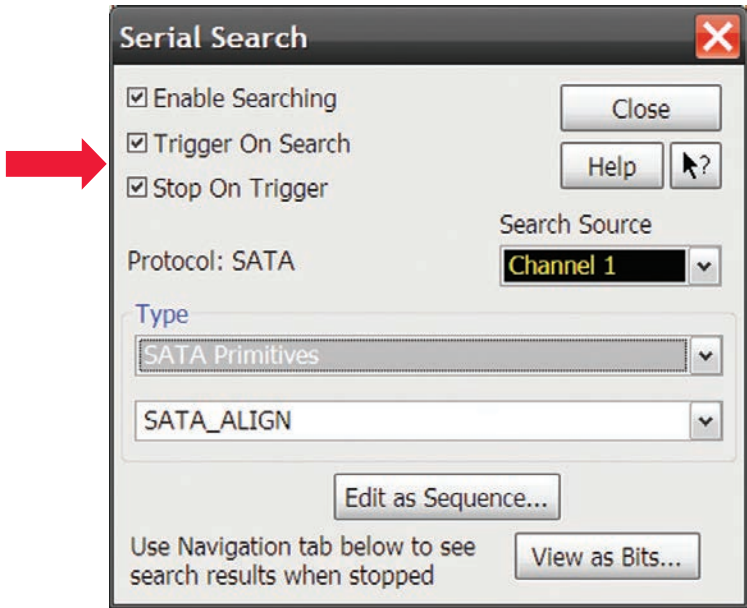 Serial Search
Enable Searching
Close
Trigger On Search
Help
?
Stop On Trigger
Search Source
Protocol: SATA
Channel 1
Type
SATA Primitives
SATA_ALIGN
Edit as Sequence...
Use Navigation tab below to see
search results when stopped
View as Bits...